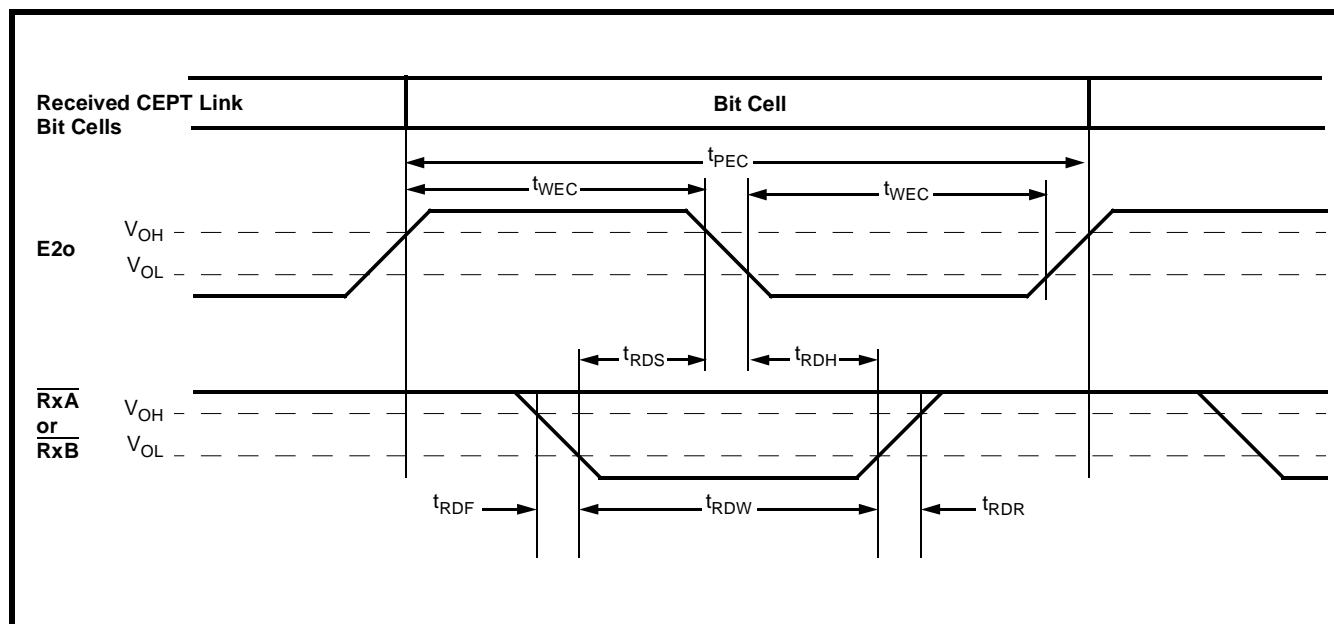 Received CEPT Link
Bit Cells
Bit Cell
tPEC
tWEC
tWEC
E2o
VOH
VOL
tRDS
tRDH
RxA
or
RxB
VOH
VOL
tRDF
tRDW
tRDR